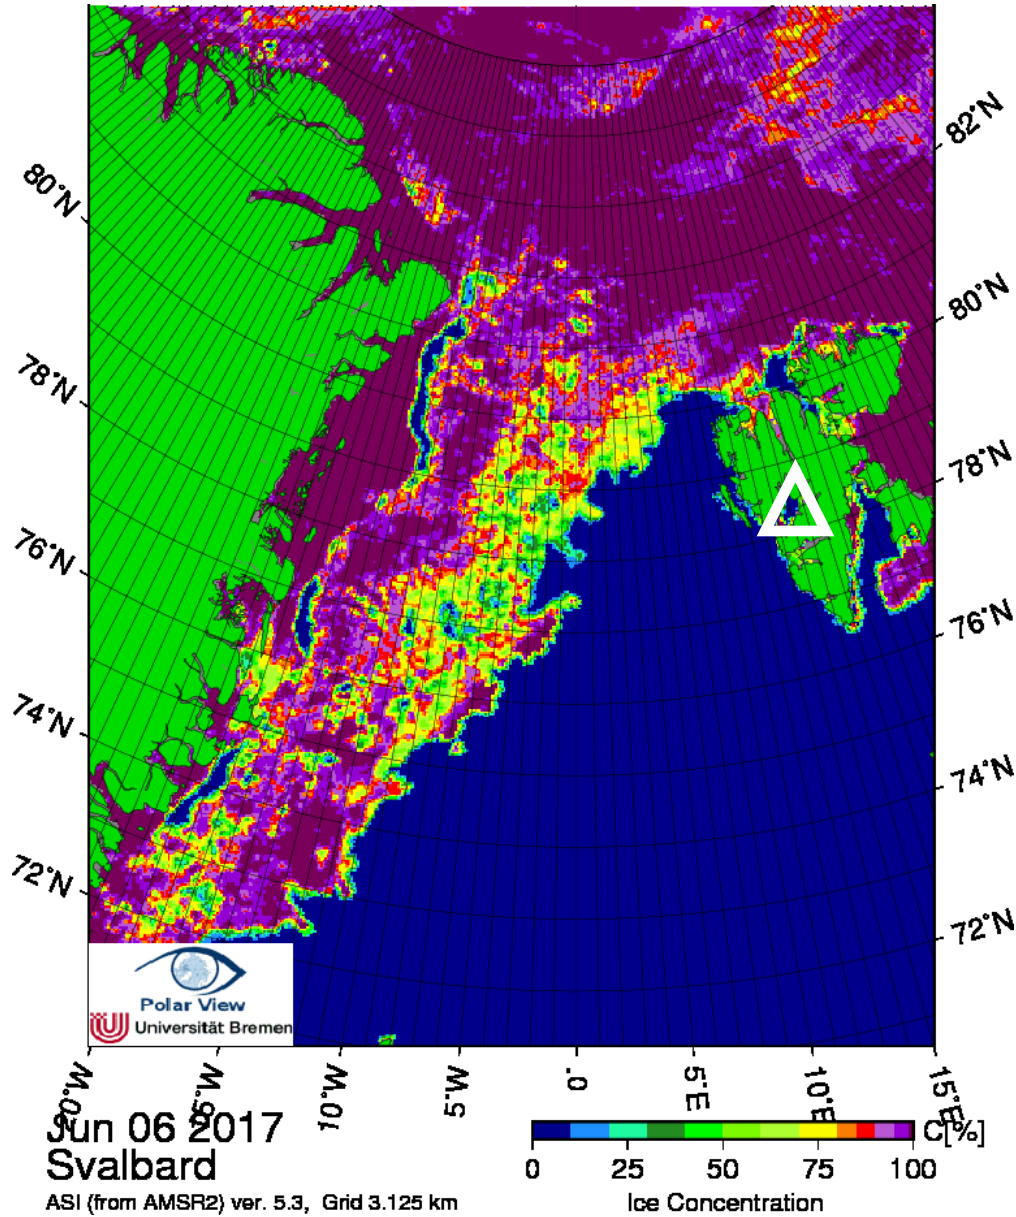 82°N
80°N
80°N
78°N
78°N
76°N
76°N
74°N
74°N
72°N
72°N
Polar View
Universität Bremen
20°W
15°W
10°W
5°W
0°
5°E
10°E
15°E
Jun 06 2017
Svalbard
ASI (from AMSR2) ver. 5.3, Grid 3.125 km
C[%]
0 25 50 75 100
Ice Concentration